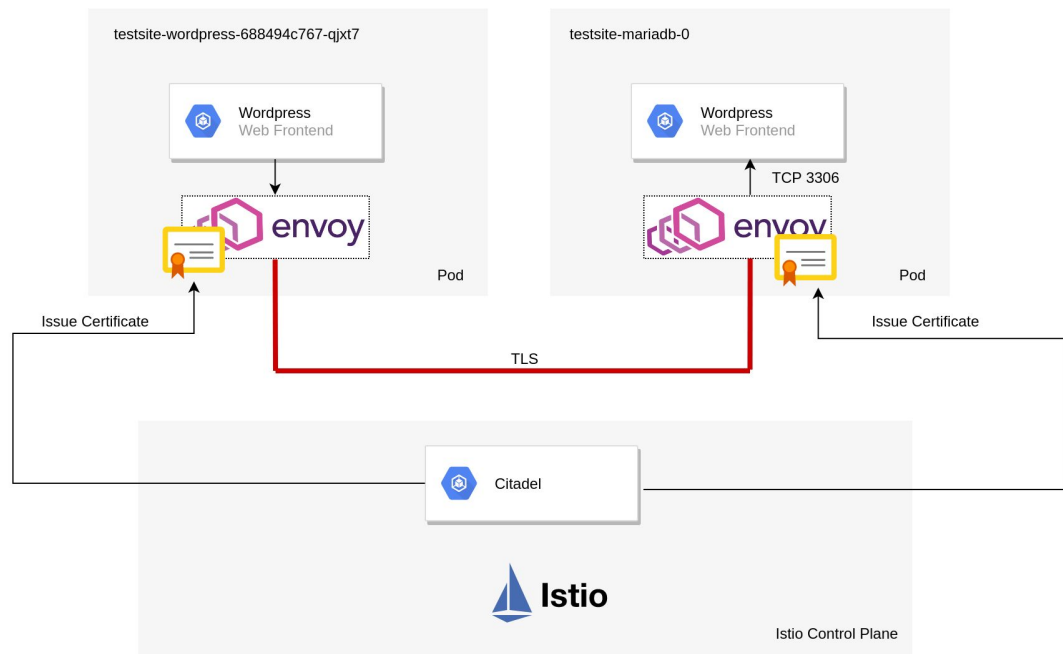 testsite-wordpress-688494c767-qjxt7
Wordpress
Web Frontend
envoy
Pod
testsite-mariadb-0
Wordpress
Web Frontend
TCP 3306
envoy
Pod
Issue Certificate
Issue Certificate
TLS
Citadel
Istio
Istio Control Plane